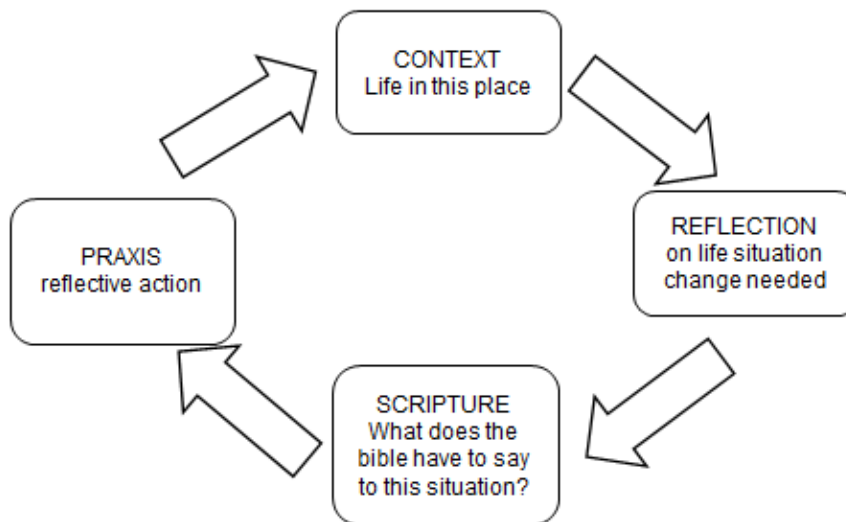 CONTEXT
Life in this place
REFLECTION
on life situation
change needed
SCRIPTURE
What does the
bible have to say
to this situation?
PRAXIS
reflective action